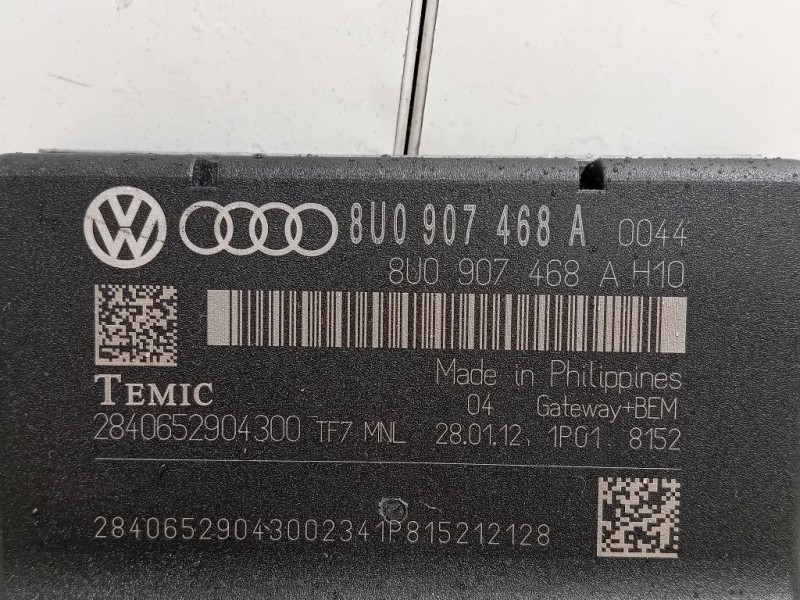 VW 8U0 907 468 A 0044
8U0 907 468 A H10
TEMIC
Made in Philippines
04 Gateway+BEM
2840652904300 TF7 MNL 28.01.12 1P01 8152
28406529043002341P815212128